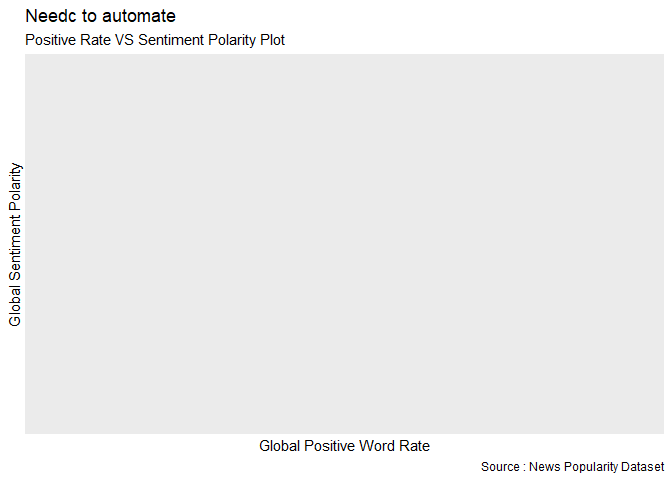 Needc to automate
Positive Rate VS Sentiment Polarity Plot
Global Sentiment Polarity
Global Positive Word Rate
Source : News Popularity Dataset